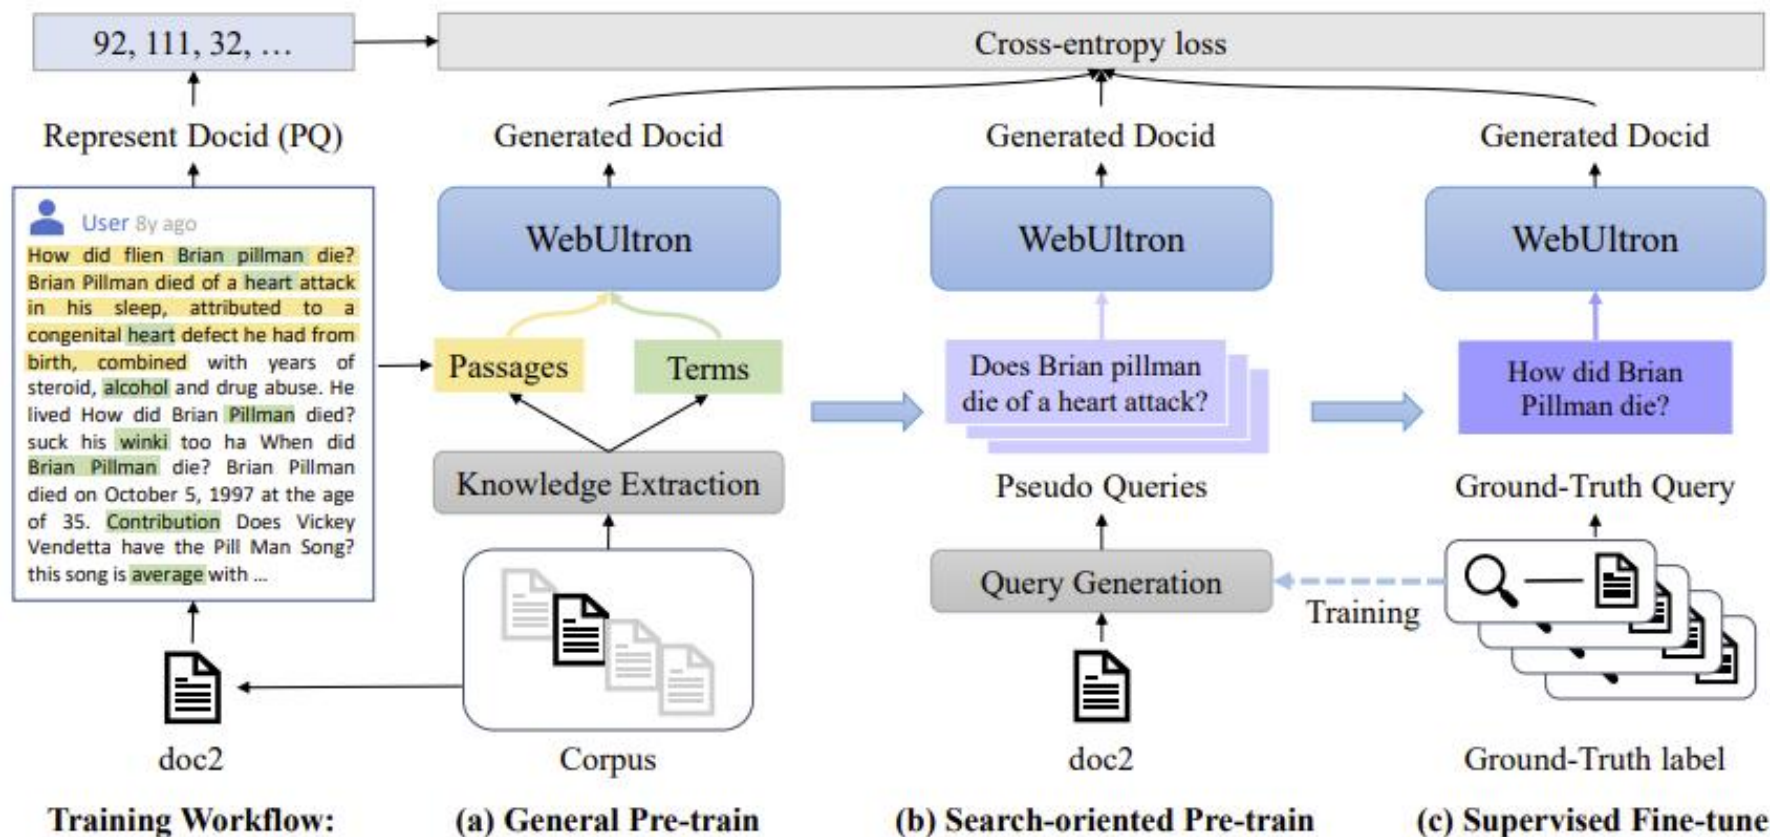 92, 111, 32, …
Cross-entropy loss
Represent Docid (PQ)
Generated Docid
Generated Docid
Generated Docid
User 8y ago
How did flien Brian pillman die?
Brian Pillman died of a heart attack
in his sleep, attributed to a
congenital heart defect he had from
birth, combined with years of
steroid, alcohol and drug abuse. He
lived How did Brian Pillman died?
suck his winki too ha When did
Brian Pillman die? Brian Pillman
died on October 5, 1997 at the age
of 35. Contribution Does Vickey
Vendetta have the Pill Man Song?
this song is average with ...
WebUltron
WebUltron
WebUltron
Passages
Terms
Does Brian pillman
die of a heart attack?
How did Brian
Pillman die?
Knowledge Extraction
Pseudo Queries
Ground-Truth Query
Query Generation
Training
doc2
Corpus
doc2
Ground-Truth label
Training Workflow:
(a) General Pre-train
(b) Search-oriented Pre-train
(c) Supervised Fine-tune